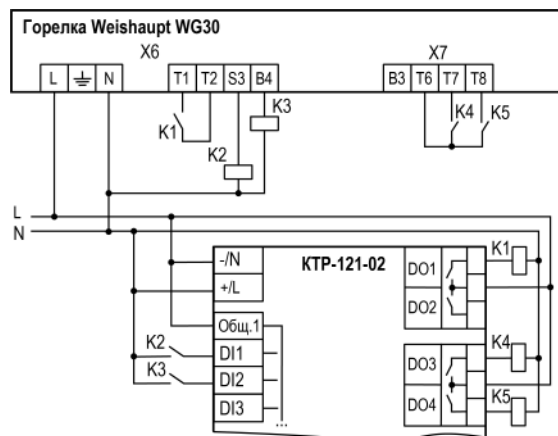 Горелка Weishaupt WG30
X6 X7
L N T1 T2 S3 B4 B3 T6 T7 T8
K3 K4 K5
K1
K2
L
N
-/N КТР-121-02 DO1 K1
+/L
DO2
Общ.1
K2 DI1 DO3 K4
K3 DI2
DI3 DO4 K5
...